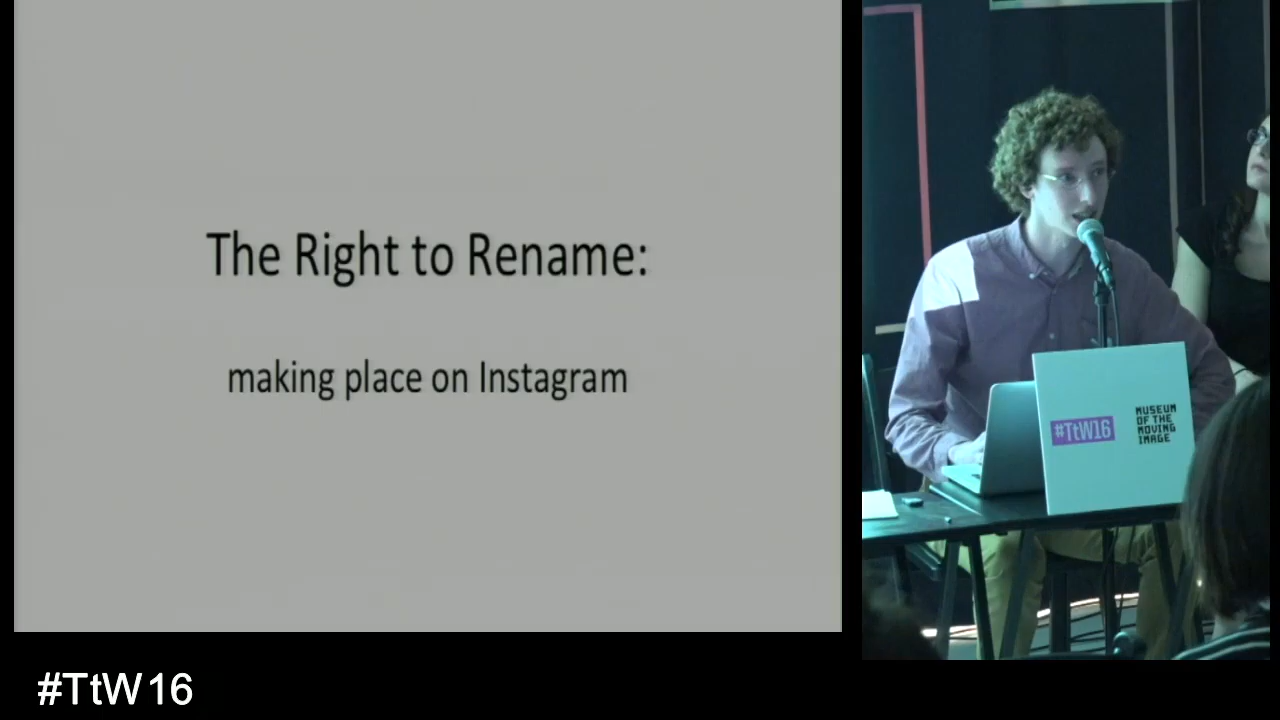 The Right to Rename:
making place on Instagram
#TtW16
MUSEUM
OF THE
MOVING
IMAGE
#TtW16